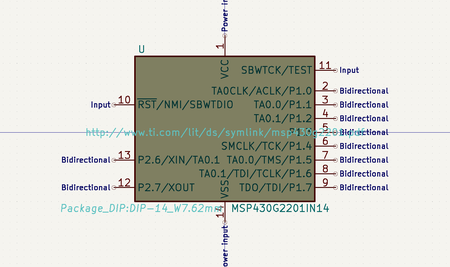 Power in
U
1
VCC
SBWTCK/TEST 11 Input
TA0CLK/ACLK/P1.0 2 Bidirectional
Input 10 RST/NMI/SBWTDIO TA0.0/P1.1 3 Bidirectional
TA0.1/P1.2 4 Bidirectional
http://www.ti.com/lit/ds/symlink/ 5 Bidirectional
SMCLK/TCK/P1.4 6 Bidirectional
Bidirectional 13 P2.6/XIN/TA0.1 TA0.0/TMS/P1.5 7 Bidirectional
TA0.1/TDI/TCLK/P1.6 8 Bidirectional
Bidirectional 12 P2.7/XOUT TDO/TDI/P1.7 9 Bidirectional
VSS
Package_DIP:DIP-14_W7.62mm MSP430G2201IN14
14
Power input